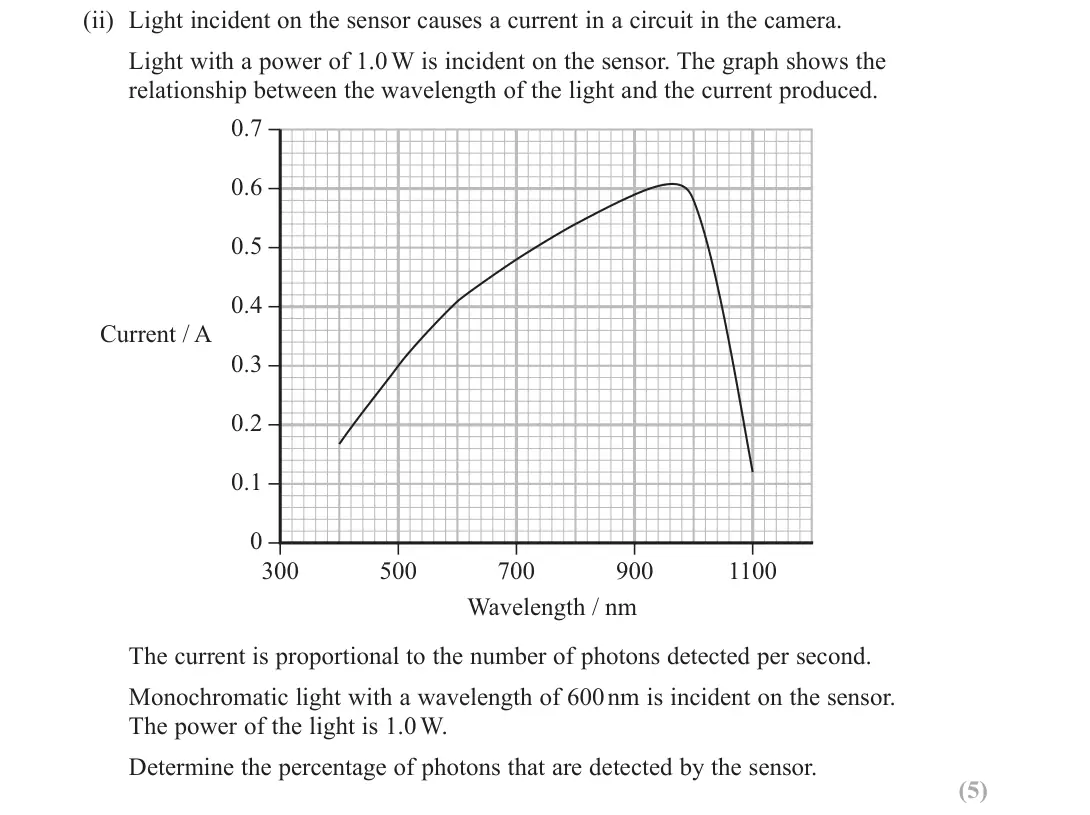 (ii) Light incident on the sensor causes a current in a circuit in the camera.
Light with a power of 1.0 W is incident on the sensor. The graph shows the
relationship between the wavelength of the light and the current produced.
0.7
0.6
0.5
0.4
Current / A
0.3
0.2
0.1
0
300 500 700 900 1100
Wavelength / nm
The current is proportional to the number of photons detected per second.
Monochromatic light with a wavelength of 600 nm is incident on the sensor.
The power of the light is 1.0 W.
Determine the percentage of photons that are detected by the sensor.
(5)